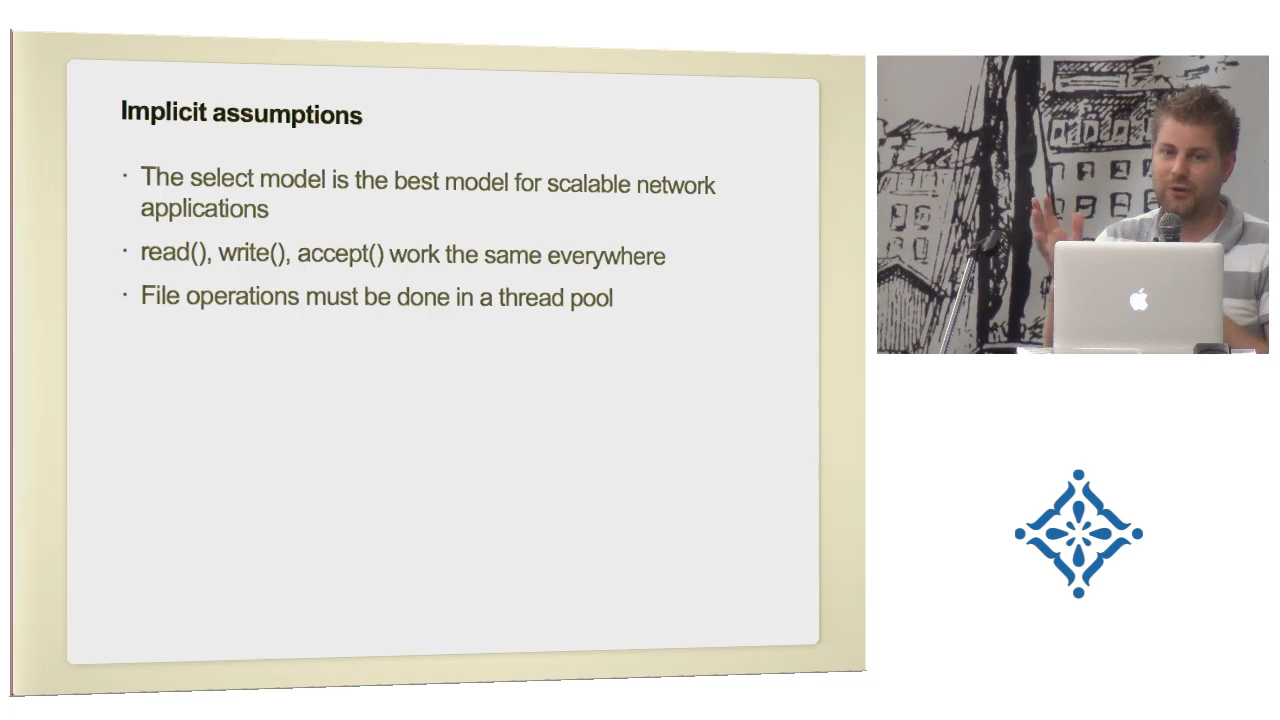 Implicit assumptions
· The select model is the best model for scalable network
applications
· read(), write(), accept() work the same everywhere
· File operations must be done in a thread pool